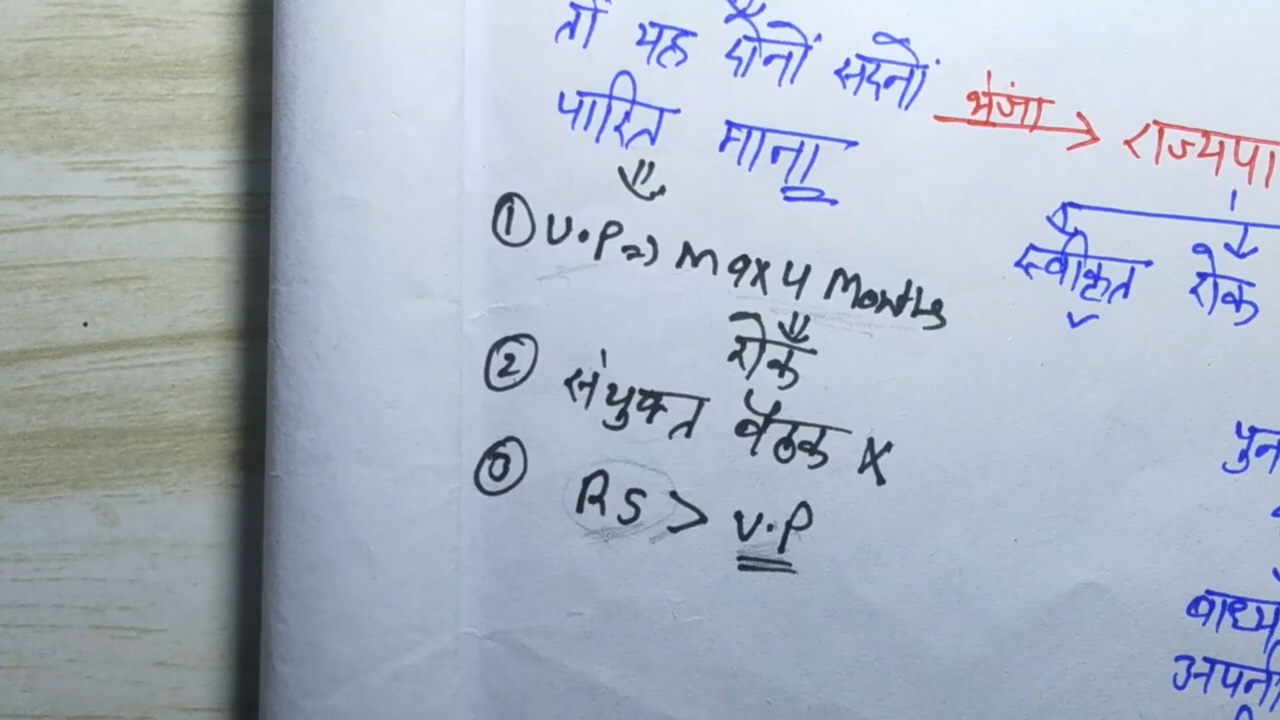 तो यह दोनों सदनों
पारित माना
भेजा
राज्यपा
स्वीकृत रोक
① V.P => Max 4 Months
रोके
② संयुक्त बैठक X
③ RS > V.P
पुन
बाध्य
अपनी